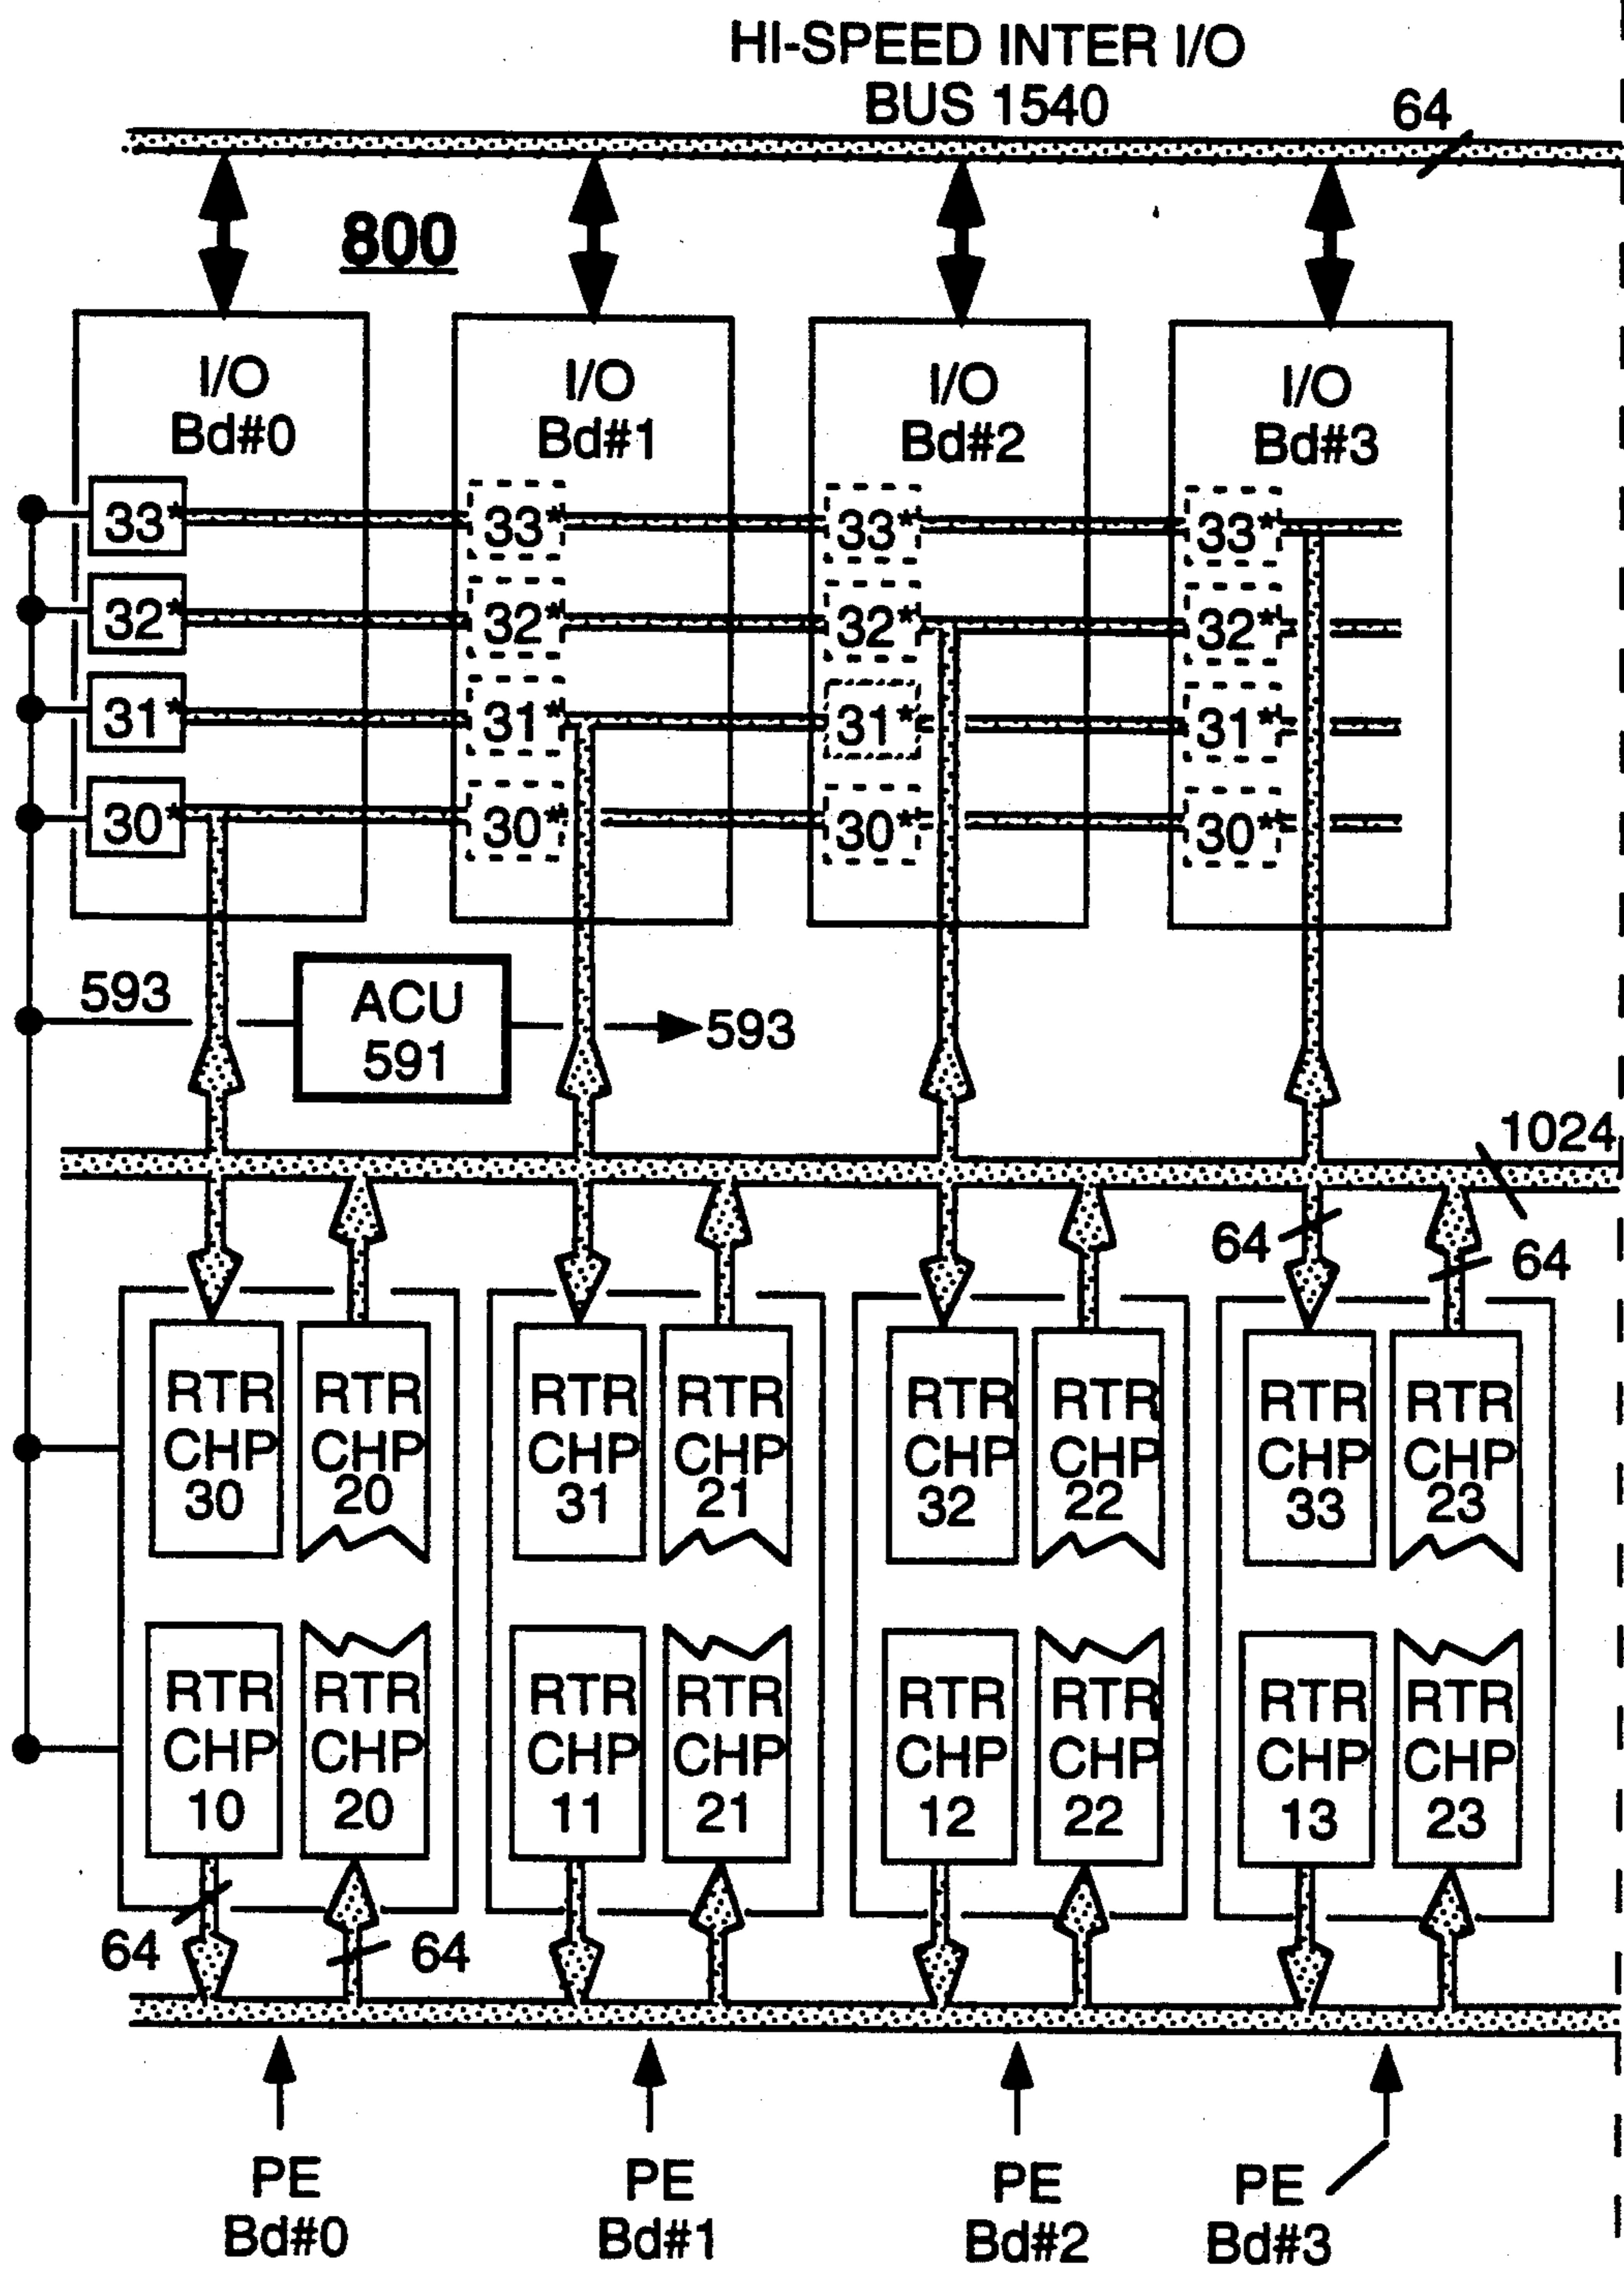 HI-SPEED INTER I/O
BUS 1540
64
800
I/O
Bd#0
I/O
Bd#1
I/O
Bd#2
I/O
Bd#3
33*
33*
33*
33*
32*
32*
32*
32*
31*
31*
31*
31*
30*
30*
30*
30*
593
ACU
591
593
1024
64
64
RTR
CHP
30
RTR
CHP
20
RTR
CHP
31
RTR
CHP
21
RTR
CHP
32
RTR
CHP
22
RTR
CHP
33
RTR
CHP
23
RTR
CHP
10
RTR
CHP
20
RTR
CHP
11
RTR
CHP
21
RTR
CHP
12
RTR
CHP
22
RTR
CHP
13
RTR
CHP
23
64
64
PE
Bd#0
PE
Bd#1
PE
Bd#2
PE
Bd#3